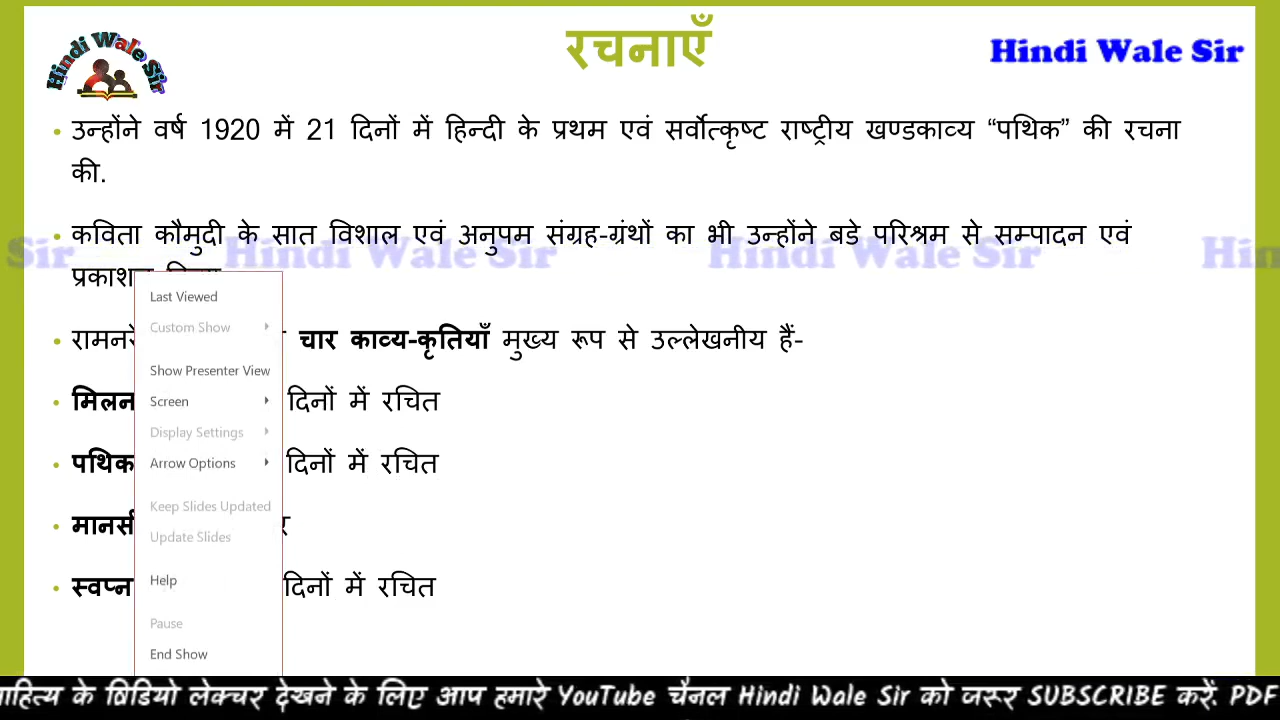 Hindi Wale Sir
रचनाएँ
Hindi Wale Sir
• उन्होंने वर्ष 1920 में 21 दिनों में हिन्दी के प्रथम एवं सर्वोत्कृष्ट राष्ट्रीय खण्डकाव्य “पथिक” की रचना
की.
• कविता कौमुदी के सात विशाल एवं अनुपम संग्रह-ग्रंथों का भी उन्होंने बडे परिश्रम से सम्पादन एवं
Sir Hindi Wale Sir Hindi Wale Sir Hin
Last Viewed
Custom Show
• चार काव्य-कृतियाँ मुख्य रूप से उल्लेखनीय हैं-
Show Presenter View
• मिलन दिनों में रचित
Screen
Display Settings
• पथिक दिनों में रचित
Arrow Options
Keep Slides Updated
Update Slides
• स्वप्न दिनों में रचित
Help
Pause
End Show
के विडियो लेक्चर देखने के लिए आप हमारे YouTube चैनल Hindi Wale Sir को जरूर SUBSCRIBE करें. PDF